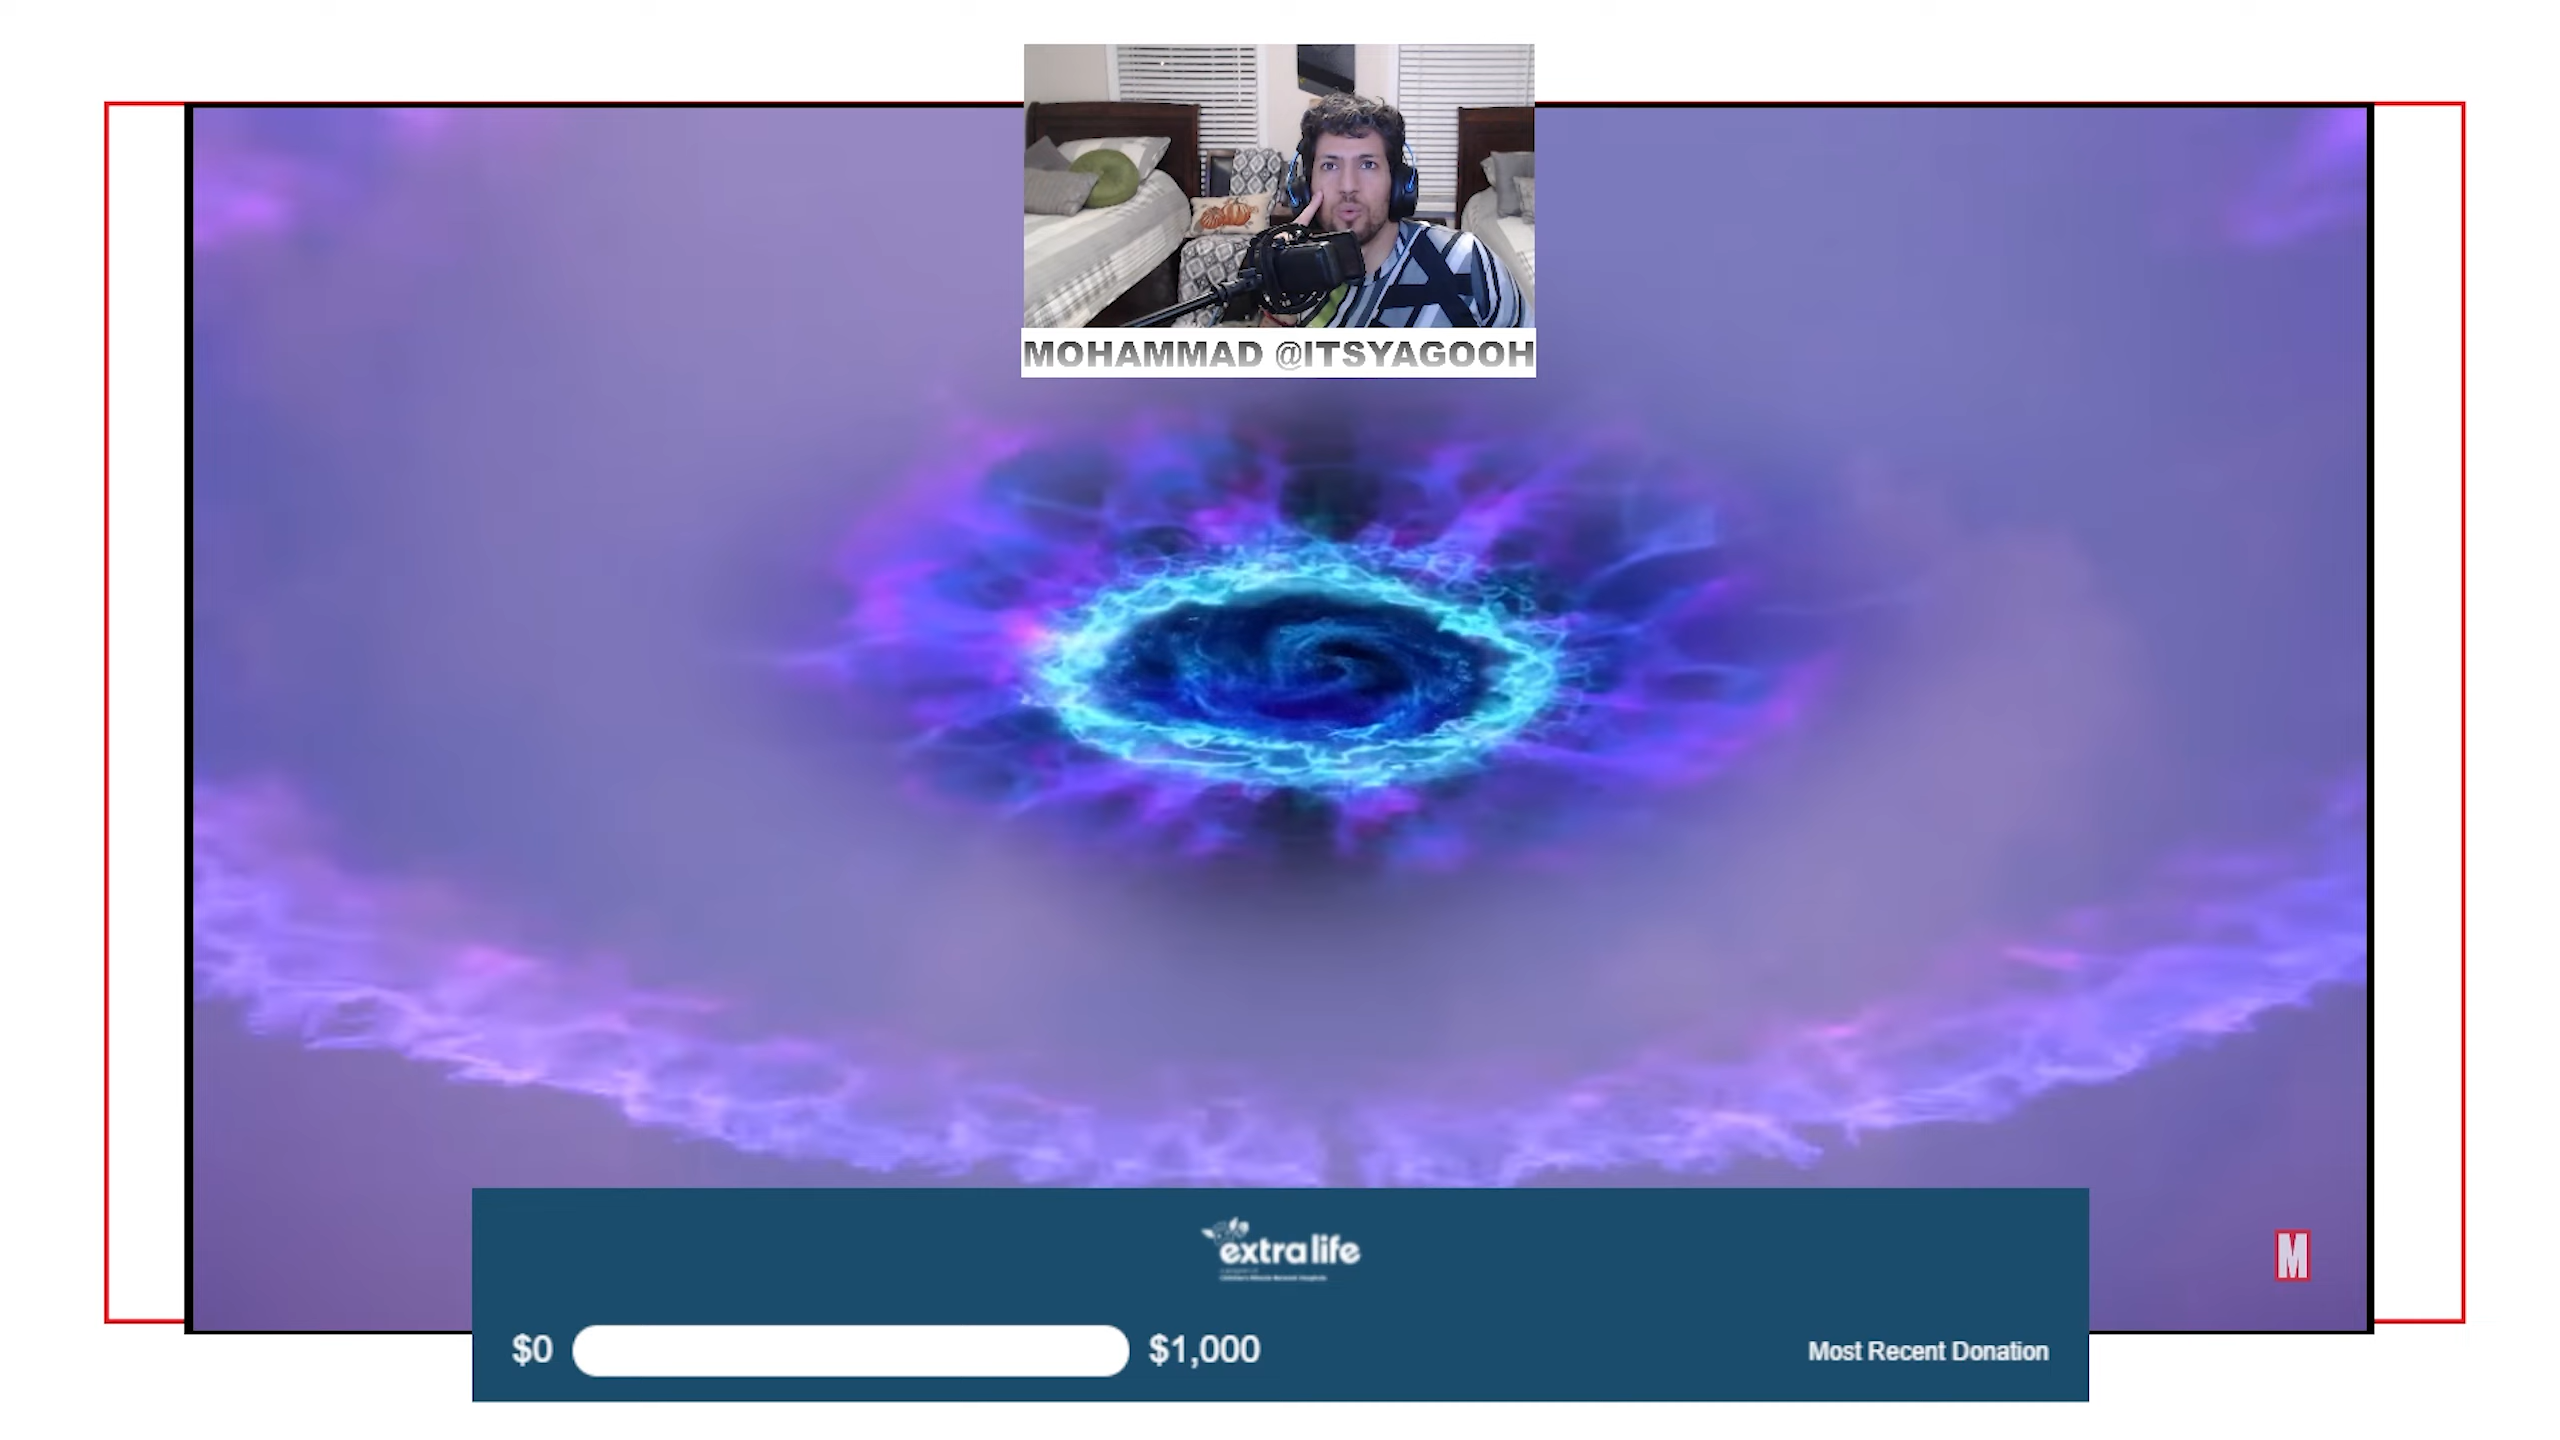 MOHAMMAD @ITSYAGOOH
extra life
$0
$1,000
Most Recent Donation
M